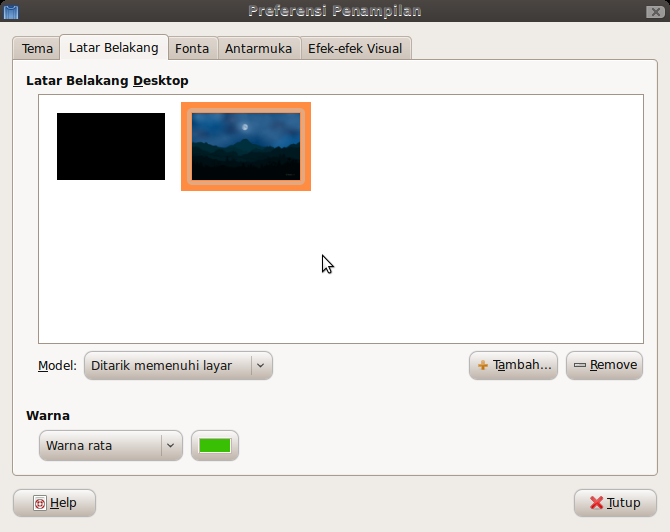 Preferensi Penampilan
Tema Latar Belakang Fonta Antarmuka Efek-efek Visual
Latar Belakang Desktop
Model: Ditarik memenuhi layar Tambah... Remove
Warna
Warna rata
Help Tutup